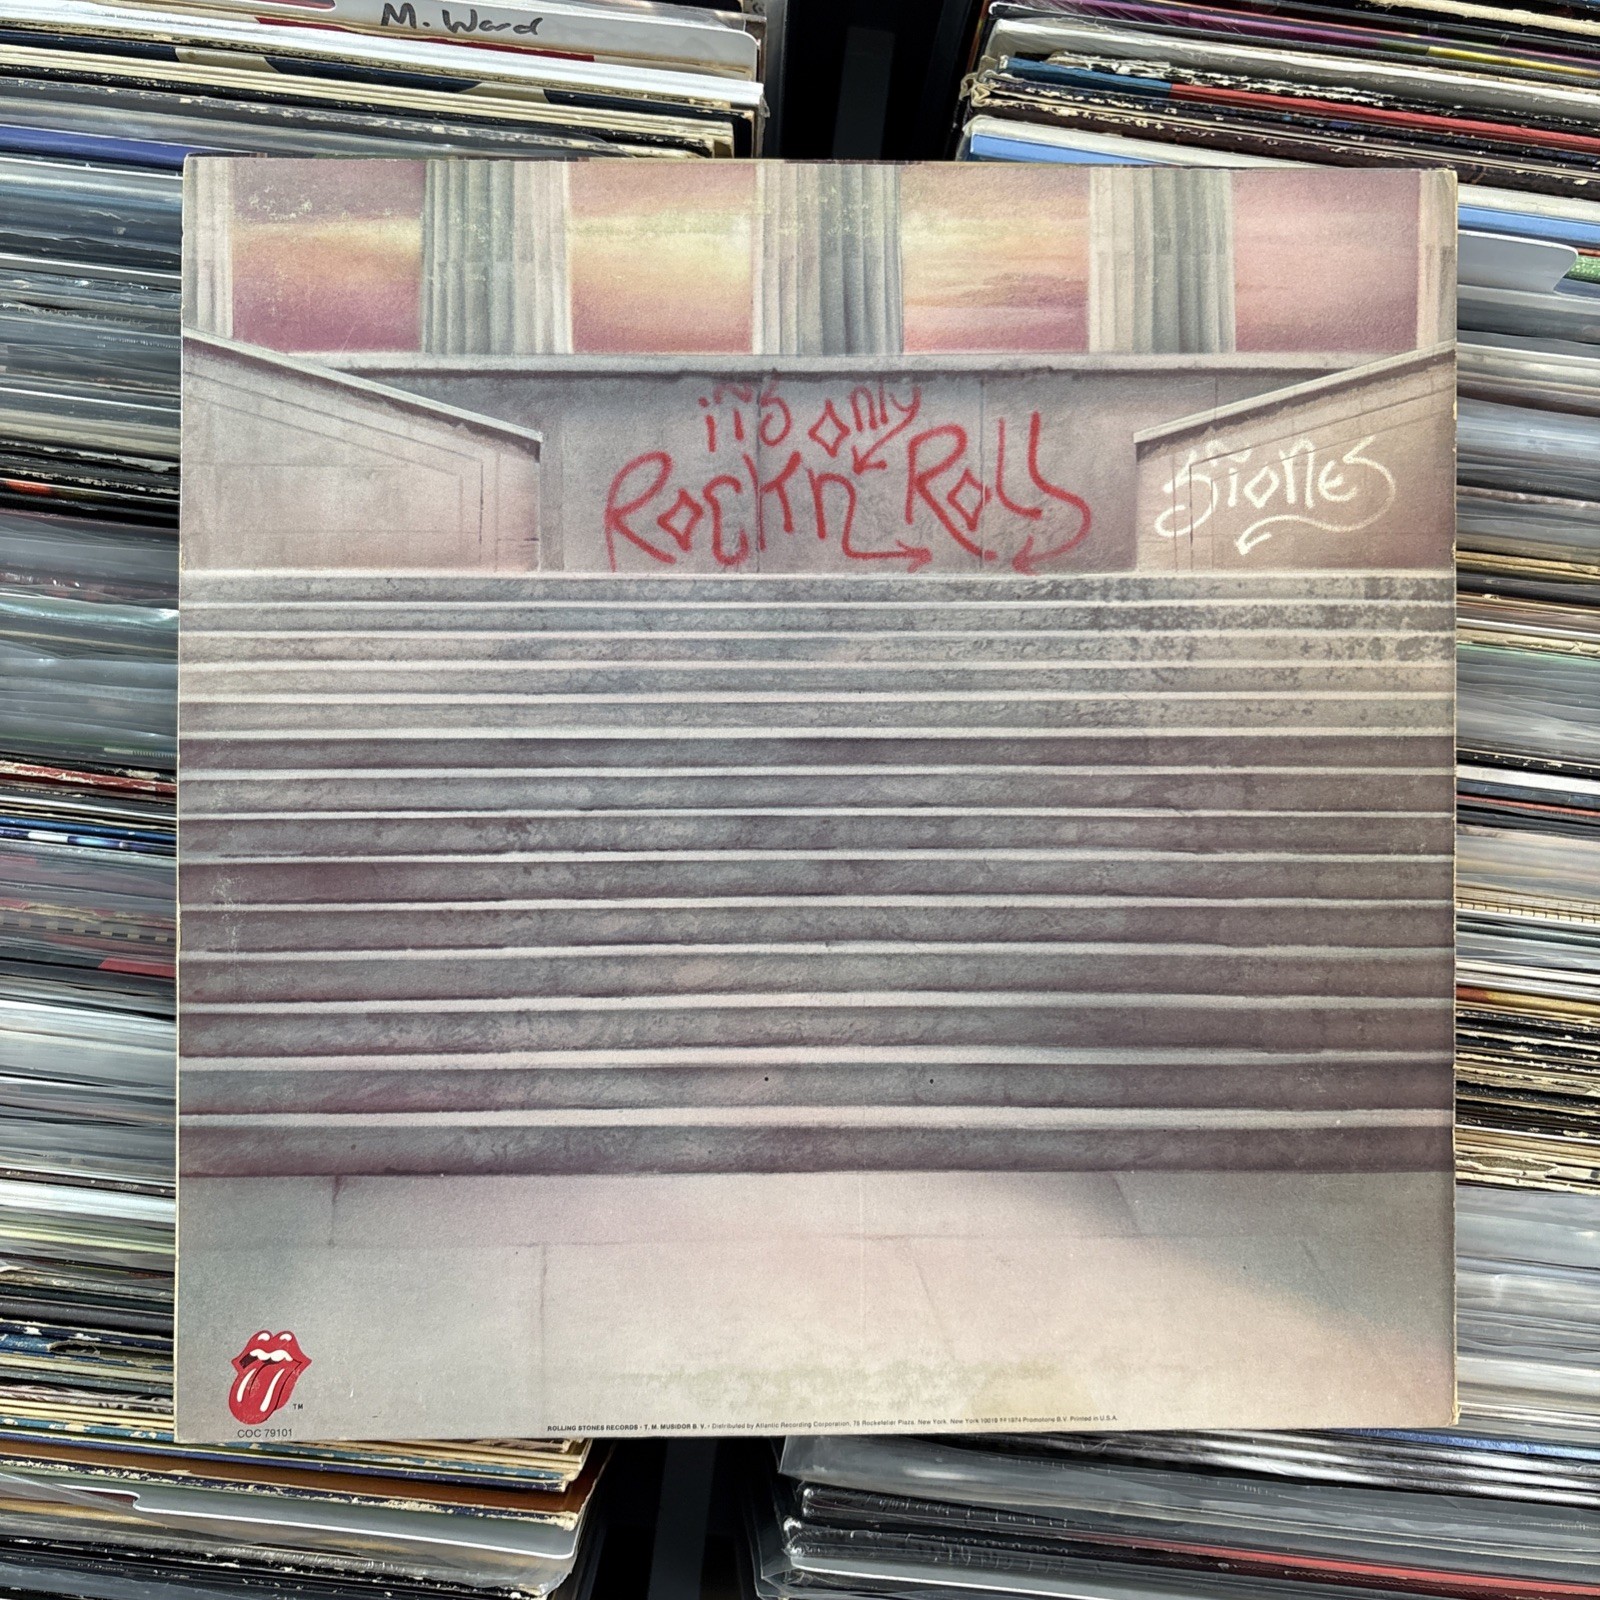 M. Ward
it's only
Rock'n Roll
Stones
TM
COC 79101
ROLLING STONES RECORDS • T. M. MUSIDOR B. V. • Distributed by Atlantic Recording Corporation, 75 Rockefeller Plaza, New York, New York 10019 1974 Promotone B.V. Printed in U.S.A.